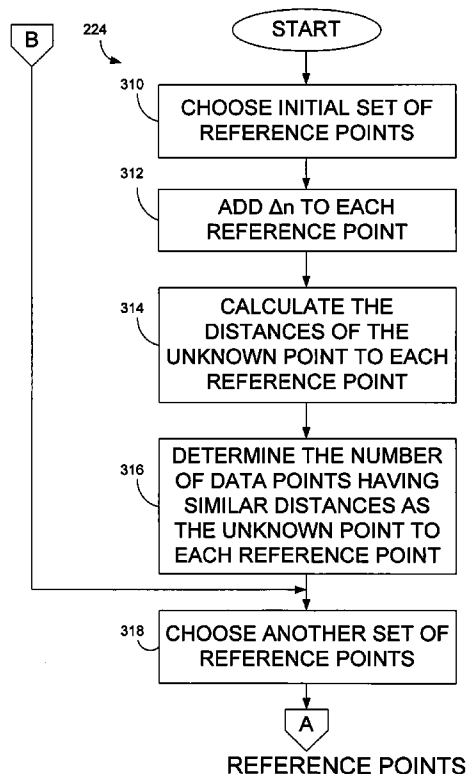 B
224
START
310
CHOOSE INITIAL SET OF
REFERENCE POINTS
312
ADD Δn TO EACH
REFERENCE POINT
314
CALCULATE THE
DISTANCES OF THE
UNKNOWN POINT TO EACH
REFERENCE POINT
316
DETERMINE THE NUMBER
OF DATA POINTS HAVING
SIMILAR DISTANCES AS
THE UNKNOWN POINT TO
EACH REFERENCE POINT
318
CHOOSE ANOTHER SET OF
REFERENCE POINTS
A
REFERENCE POINTS